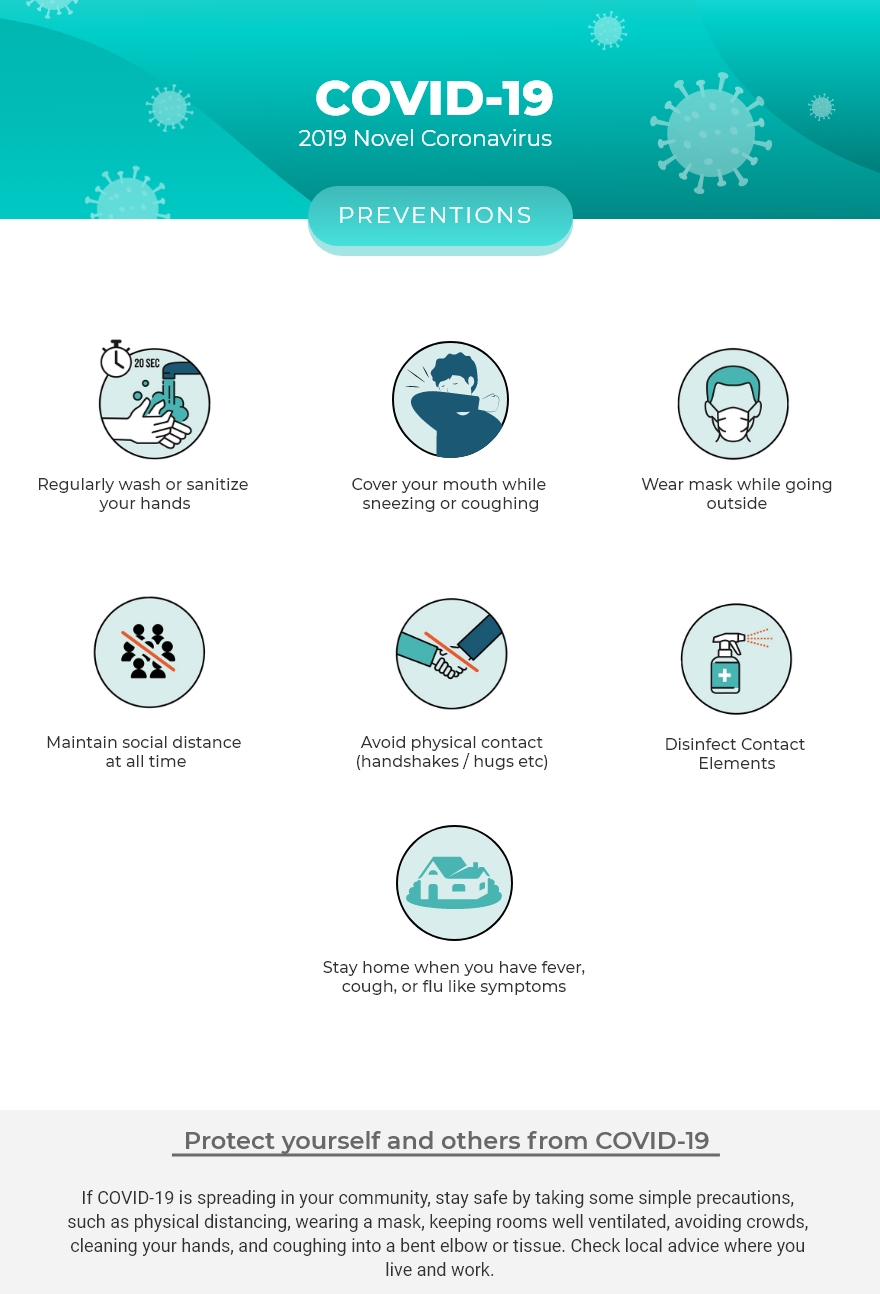 COVID-19
2019 Novel Coronavirus
PREVENTIONS
20 SEC
Regularly wash or sanitize
your hands
Cover your mouth while
sneezing or coughing
Wear mask while going
outside
Maintain social distance
at all time
Avoid physical contact
(handshakes / hugs etc)
Disinfect Contact
Elements
Stay home when you have fever,
cough, or flu like symptoms
Protect yourself and others from COVID-19
If COVID-19 is spreading in your community, stay safe by taking some simple precautions,
such as physical distancing, wearing a mask, keeping rooms well ventilated, avoiding crowds,
cleaning your hands, and coughing into a bent elbow or tissue. Check local advice where you
live and work.